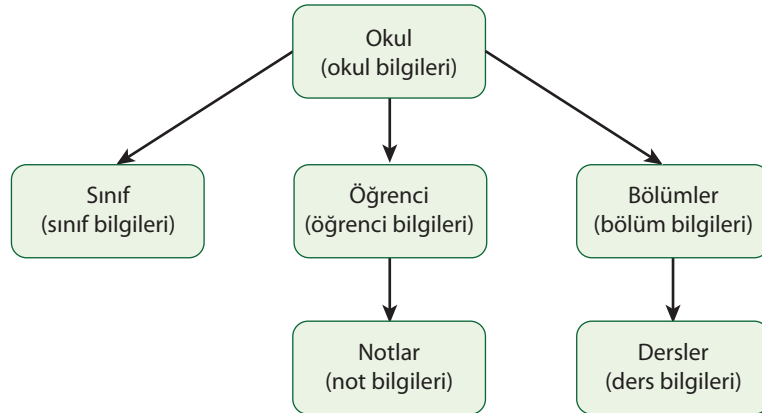 Okul
(okul bilgileri)
Sınıf
(sınıf bilgileri)
Öğrenci
(öğrenci bilgileri)
Bölümler
(bölüm bilgileri)
Notlar
(not bilgileri)
Dersler
(ders bilgileri)